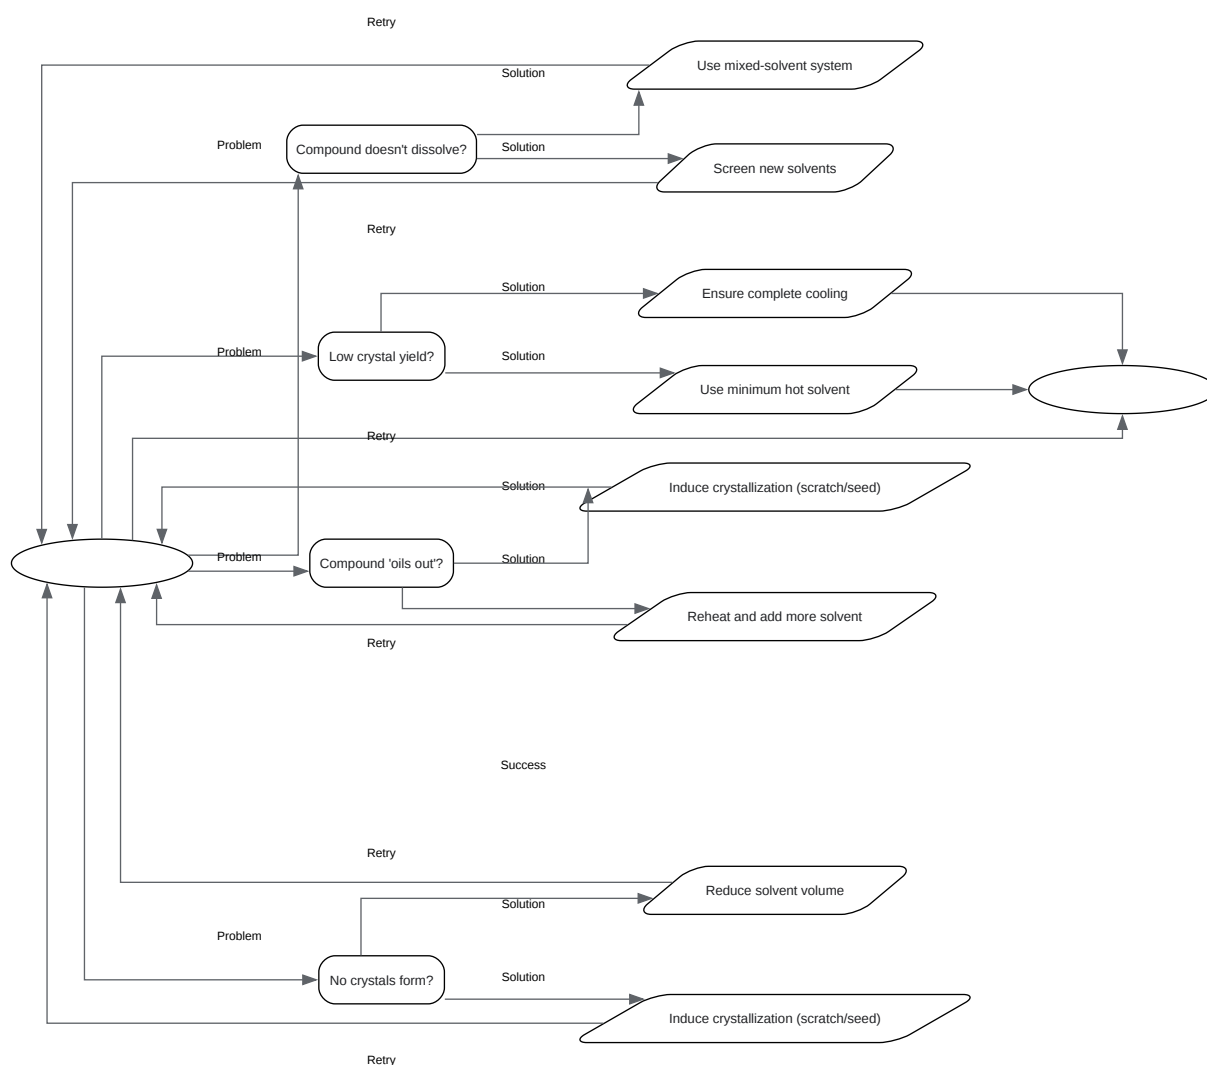 Retry
Use mixed-solvent system
Solution
Problem
Compound doesn't dissolve?
Solution
Screen new solvents
Retry
Solution
Ensure complete cooling
Problem
Low crystal yield?
Solution
Use minimum hot solvent
Retry
Solution
Induce crystallization (scratch/seed)
Problem
Compound 'oils out'?
Solution
Reheat and add more solvent
Retry
Success
Retry
Reduce solvent volume
Solution
Problem
No crystals form?
Solution
Induce crystallization (scratch/seed)
Retry